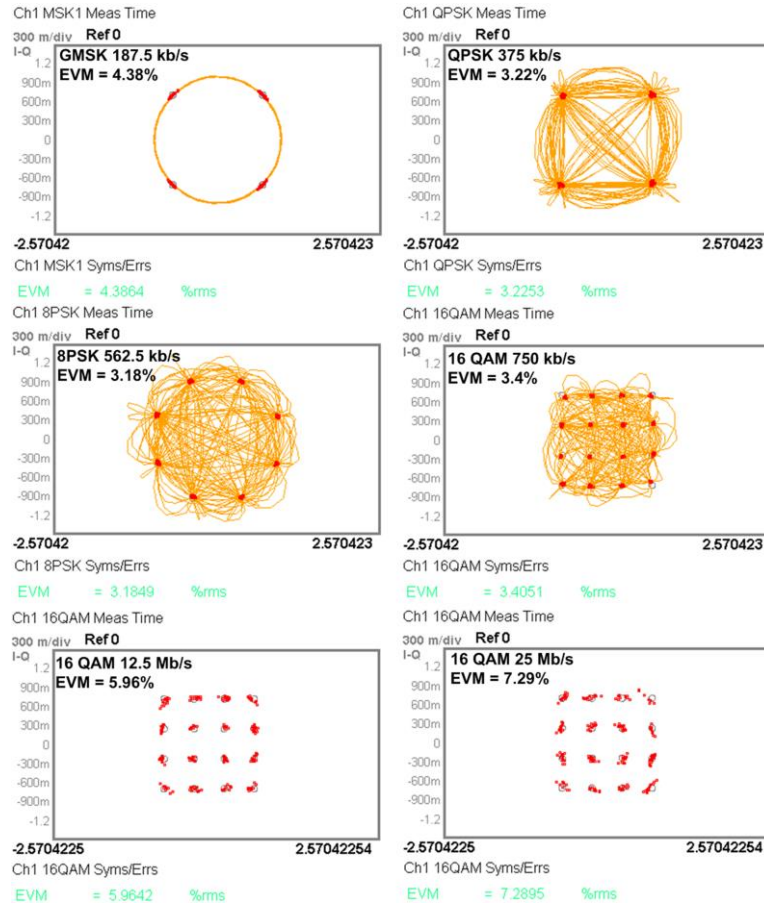 Ch1 MSK1 Meas Time
300 m/div Ref 0
I-Q
GMSK 187.5 kb/s
EVM = 4.38%
1.2
900m
600m
300m
0
-300m
-600m
-900m
-1.2
-2.57042 2.570423
Ch1 MSK1 Syms/Errs
EVM = 4.3864 %rms
Ch1 QPSK Meas Time
300 m/div Ref 0
I-Q
QPSK 375 kb/s
EVM = 3.22%
1.2
900m
600m
300m
0
-300m
-600m
-900m
-1.2
-2.57042 2.570423
Ch1 QPSK Syms/Errs
EVM = 3.2253 %rms
Ch1 8PSK Meas Time
300 m/div Ref 0
I-Q
8PSK 562.5 kb/s
EVM = 3.18%
1.2
900m
600m
300m
0
-300m
-600m
-900m
-1.2
-2.57042 2.570423
Ch1 8PSK Syms/Errs
EVM = 3.1849 %rms
Ch1 16QAM Meas Time
300 m/div Ref 0
I-Q
16 QAM 750 kb/s
EVM = 3.4%
1.2
900m
600m
300m
0
-300m
-600m
-900m
-1.2
-2.57042 2.570423
Ch1 16QAM Syms/Errs
EVM = 3.4051 %rms
Ch1 16QAM Meas Time
300 m/div Ref 0
I-Q
16 QAM 12.5 Mb/s
EVM = 5.96%
1.2
900m
600m
300m
0
-300m
-600m
-900m
-1.2
-2.5704225 2.57042254
Ch1 16QAM Syms/Errs
EVM = 5.9642 %rms
Ch1 16QAM Meas Time
300 m/div Ref 0
I-Q
16 QAM 25 Mb/s
EVM = 7.29%
1.2
900m
600m
300m
0
-300m
-600m
-900m
-1.2
-2.5704225 2.57042254
Ch1 16QAM Syms/Errs
EVM = 7.2895 %rms